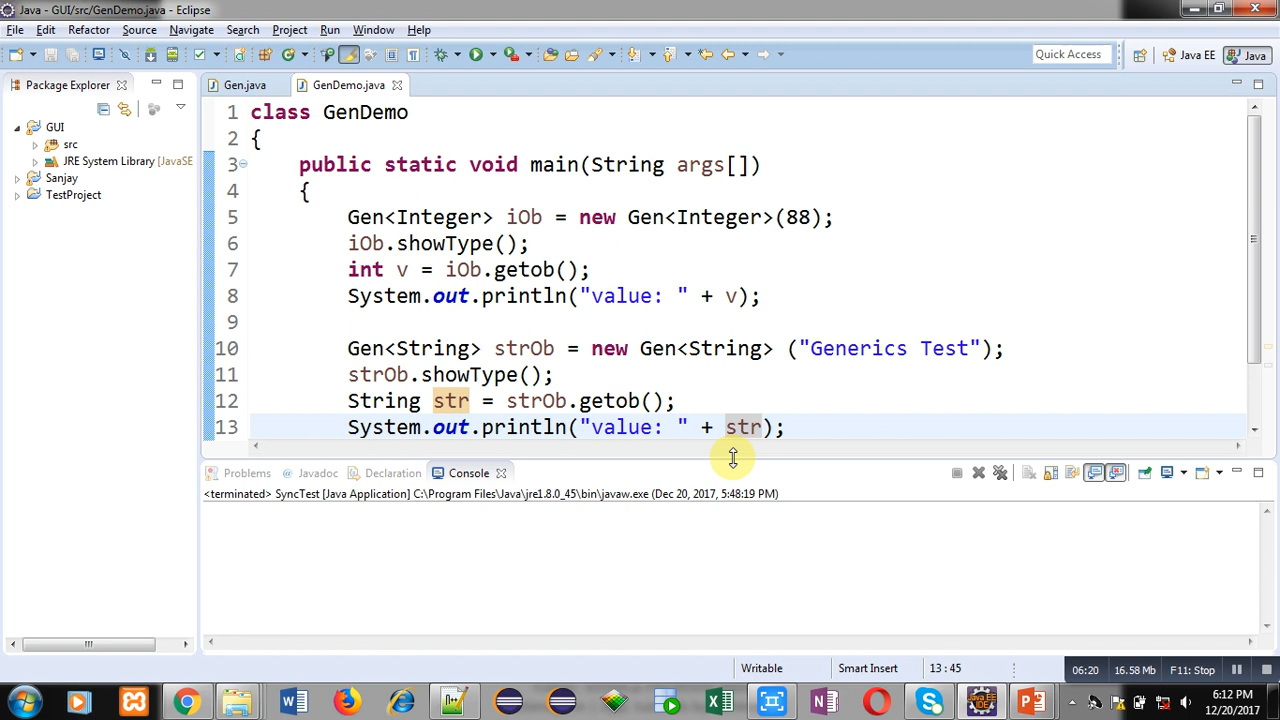 Java - GUI/src/GenDemo.java - Eclipse
File Edit Refactor Source Navigate Search Project Run Window Help
Quick Access Java EE Java
Package Explorer
Gen.java GenDemo.java
GUI
src
JRE System Library [JavaSE
Sanjay
TestProject
1 class GenDemo
2 {
3 public static void main(String args[])
4 {
5 Gen<Integer> iOb = new Gen<Integer>(88);
6 iOb.showType();
7 int v = iOb.getob();
8 System.out.println("value: " + v);
9
10 Gen<String> strOb = new Gen<String> ("Generics Test");
11 strOb.showType();
12 String str = strOb.getob();
13 System.out.println("value: " + str);
Problems Javadoc Declaration Console
<terminated> SyncTest [Java Application] C:\Program Files\Java\jre1.8.0_45\bin\javaw.exe (Dec 20, 2017, 5:48:19 PM)
Writable Smart Insert 13 : 45 06:20 16.58 Mb F11: Stop
6:12 PM
12/20/2017